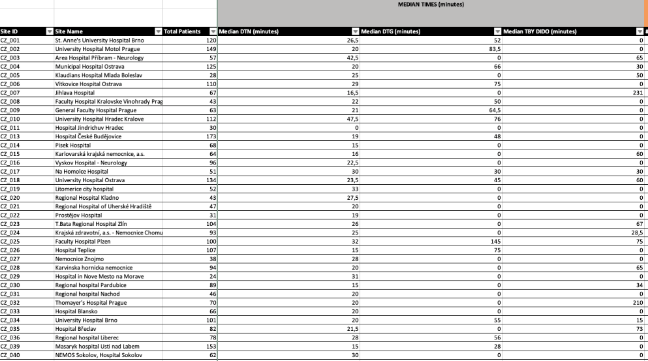 MEDIAN TIMES (minutes)
Site ID Site Name Total Patients Median DTN (minutes) Median DTG (minutes) Median TBY DIDO (minutes)
CZ_001 St. Anne's University Hospital Brno 120 26,5 52 0
CZ_002 University Hospital Motol Prague 149 20 83,5 0
CZ_003 Area Hospital Příbram - Neurology 57 42,5 0 65
CZ_004 Municipal Hospital Ostrava 125 20 66 30
CZ_005 Klaudians Hospital Mlada Boleslav 28 25 0 50
CZ_006 Vítkovice Hospital Ostrava 110 29 75 0
CZ_007 Jihlava Hospital 67 16,5 0 231
CZ_008 Faculty Hospital Kralovske Vinohrady Prag 43 22 50 0
CZ_009 General Faculty Hospital Prague 63 21 64,5 0
CZ_010 University Hospital Hradec Kralove 112 47,5 76 0
CZ_011 Hospital Jindrichuv Hradec 30 0 0 0
CZ_013 Hospital České Budějovice 173 19 48 0
CZ_014 Pisek Hospital 68 15 0 0
CZ_015 Karlovarská krajská nemocnice, a.s. 64 16 0 60
CZ_016 Vyskov Hospital - Neurology 96 22,5 0 0
CZ_017 Na Homolce Hospital 51 30 30 30
CZ_018 University Hospital Ostrava 134 23,5 45 60
CZ_019 Litomerice city hospital 52 33 0 0
CZ_020 Regional Hospital Kladno 43 27,5 0 0
CZ_021 Regional Hospital of Uherské Hradiště 47 20 0 0
CZ_022 Prostějov Hospital 31 19 0 0
CZ_023 T.Bata Regional Hospital Zlín 104 26 0 67
CZ_024 Krajská zdravotní, a.s. - Nemocnice Chomu 93 25 0 28,5
CZ_025 Faculty Hospital Plzen 100 32 145 75
CZ_026 Hospital Teplice 107 15 75 0
CZ_027 Nemocnice Znojmo 38 28 0 0
CZ_028 Karvinska hornicka nemocnice 94 20 0 65
CZ_029 Hospital in Nove Mesto na Morave 24 31 0 0
CZ_030 Regional hospital Pardubice 89 15 0 34
CZ_031 Regional hospital Nachod 46 20 0 0
CZ_032 Thomayer's Hospital Prague 70 20 0 210
CZ_033 Hospital Blansko 66 20 0 0
CZ_034 University Hospital Brno 101 20 55 15
CZ_035 Hospital Břeclav 82 21,5 0 73
CZ_036 Regional hospital Liberec 78 28 56 0
CZ_039 Masaryk hospital Usti nad Labem 153 15 28 0
CZ_040 NEMOS Sokolov, Hospital Sokolov 62 30 0 0